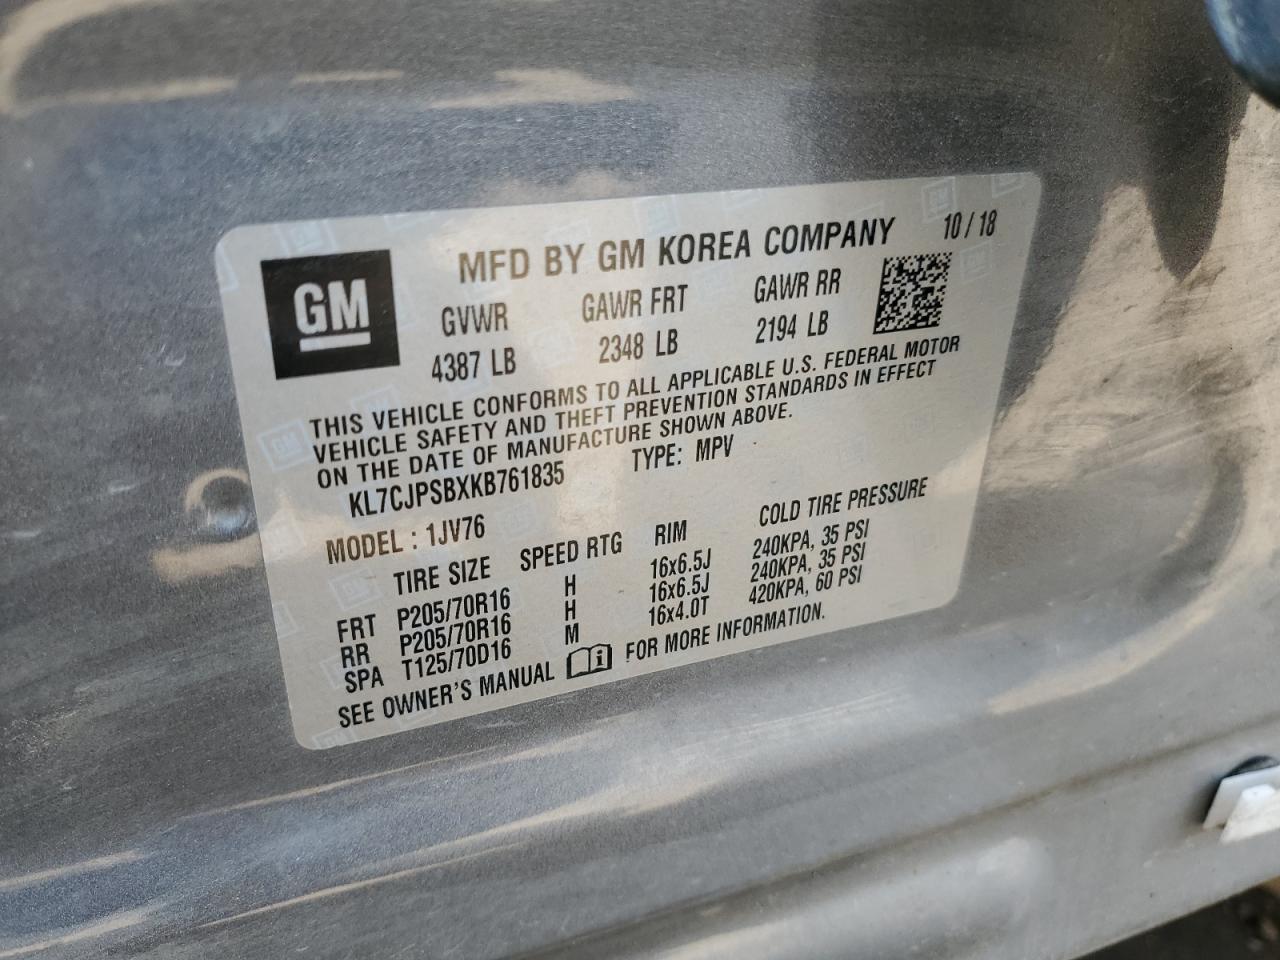 GM
MFD BY GM KOREA COMPANY 10 / 18
GVWR GAWR FRT GAWR RR
4387 LB 2348 LB 2194 LB
THIS VEHICLE CONFORMS TO ALL APPLICABLE U.S. FEDERAL MOTOR
VEHICLE SAFETY AND THEFT PREVENTION STANDARDS IN EFFECT
ON THE DATE OF MANUFACTURE SHOWN ABOVE.
KL7CJPSBXKB761835 TYPE: MPV
MODEL : 1JV76
TIRE SIZE SPEED RTG RIM COLD TIRE PRESSURE
FRT P205/70R16 H 16x6.5J 240KPA, 35 PSI
RR P205/70R16 H 16x6.5J 240KPA, 35 PSI
SPA T125/70D16 M 16x4.0T 420KPA, 60 PSI
SEE OWNER'S MANUAL FOR MORE INFORMATION.